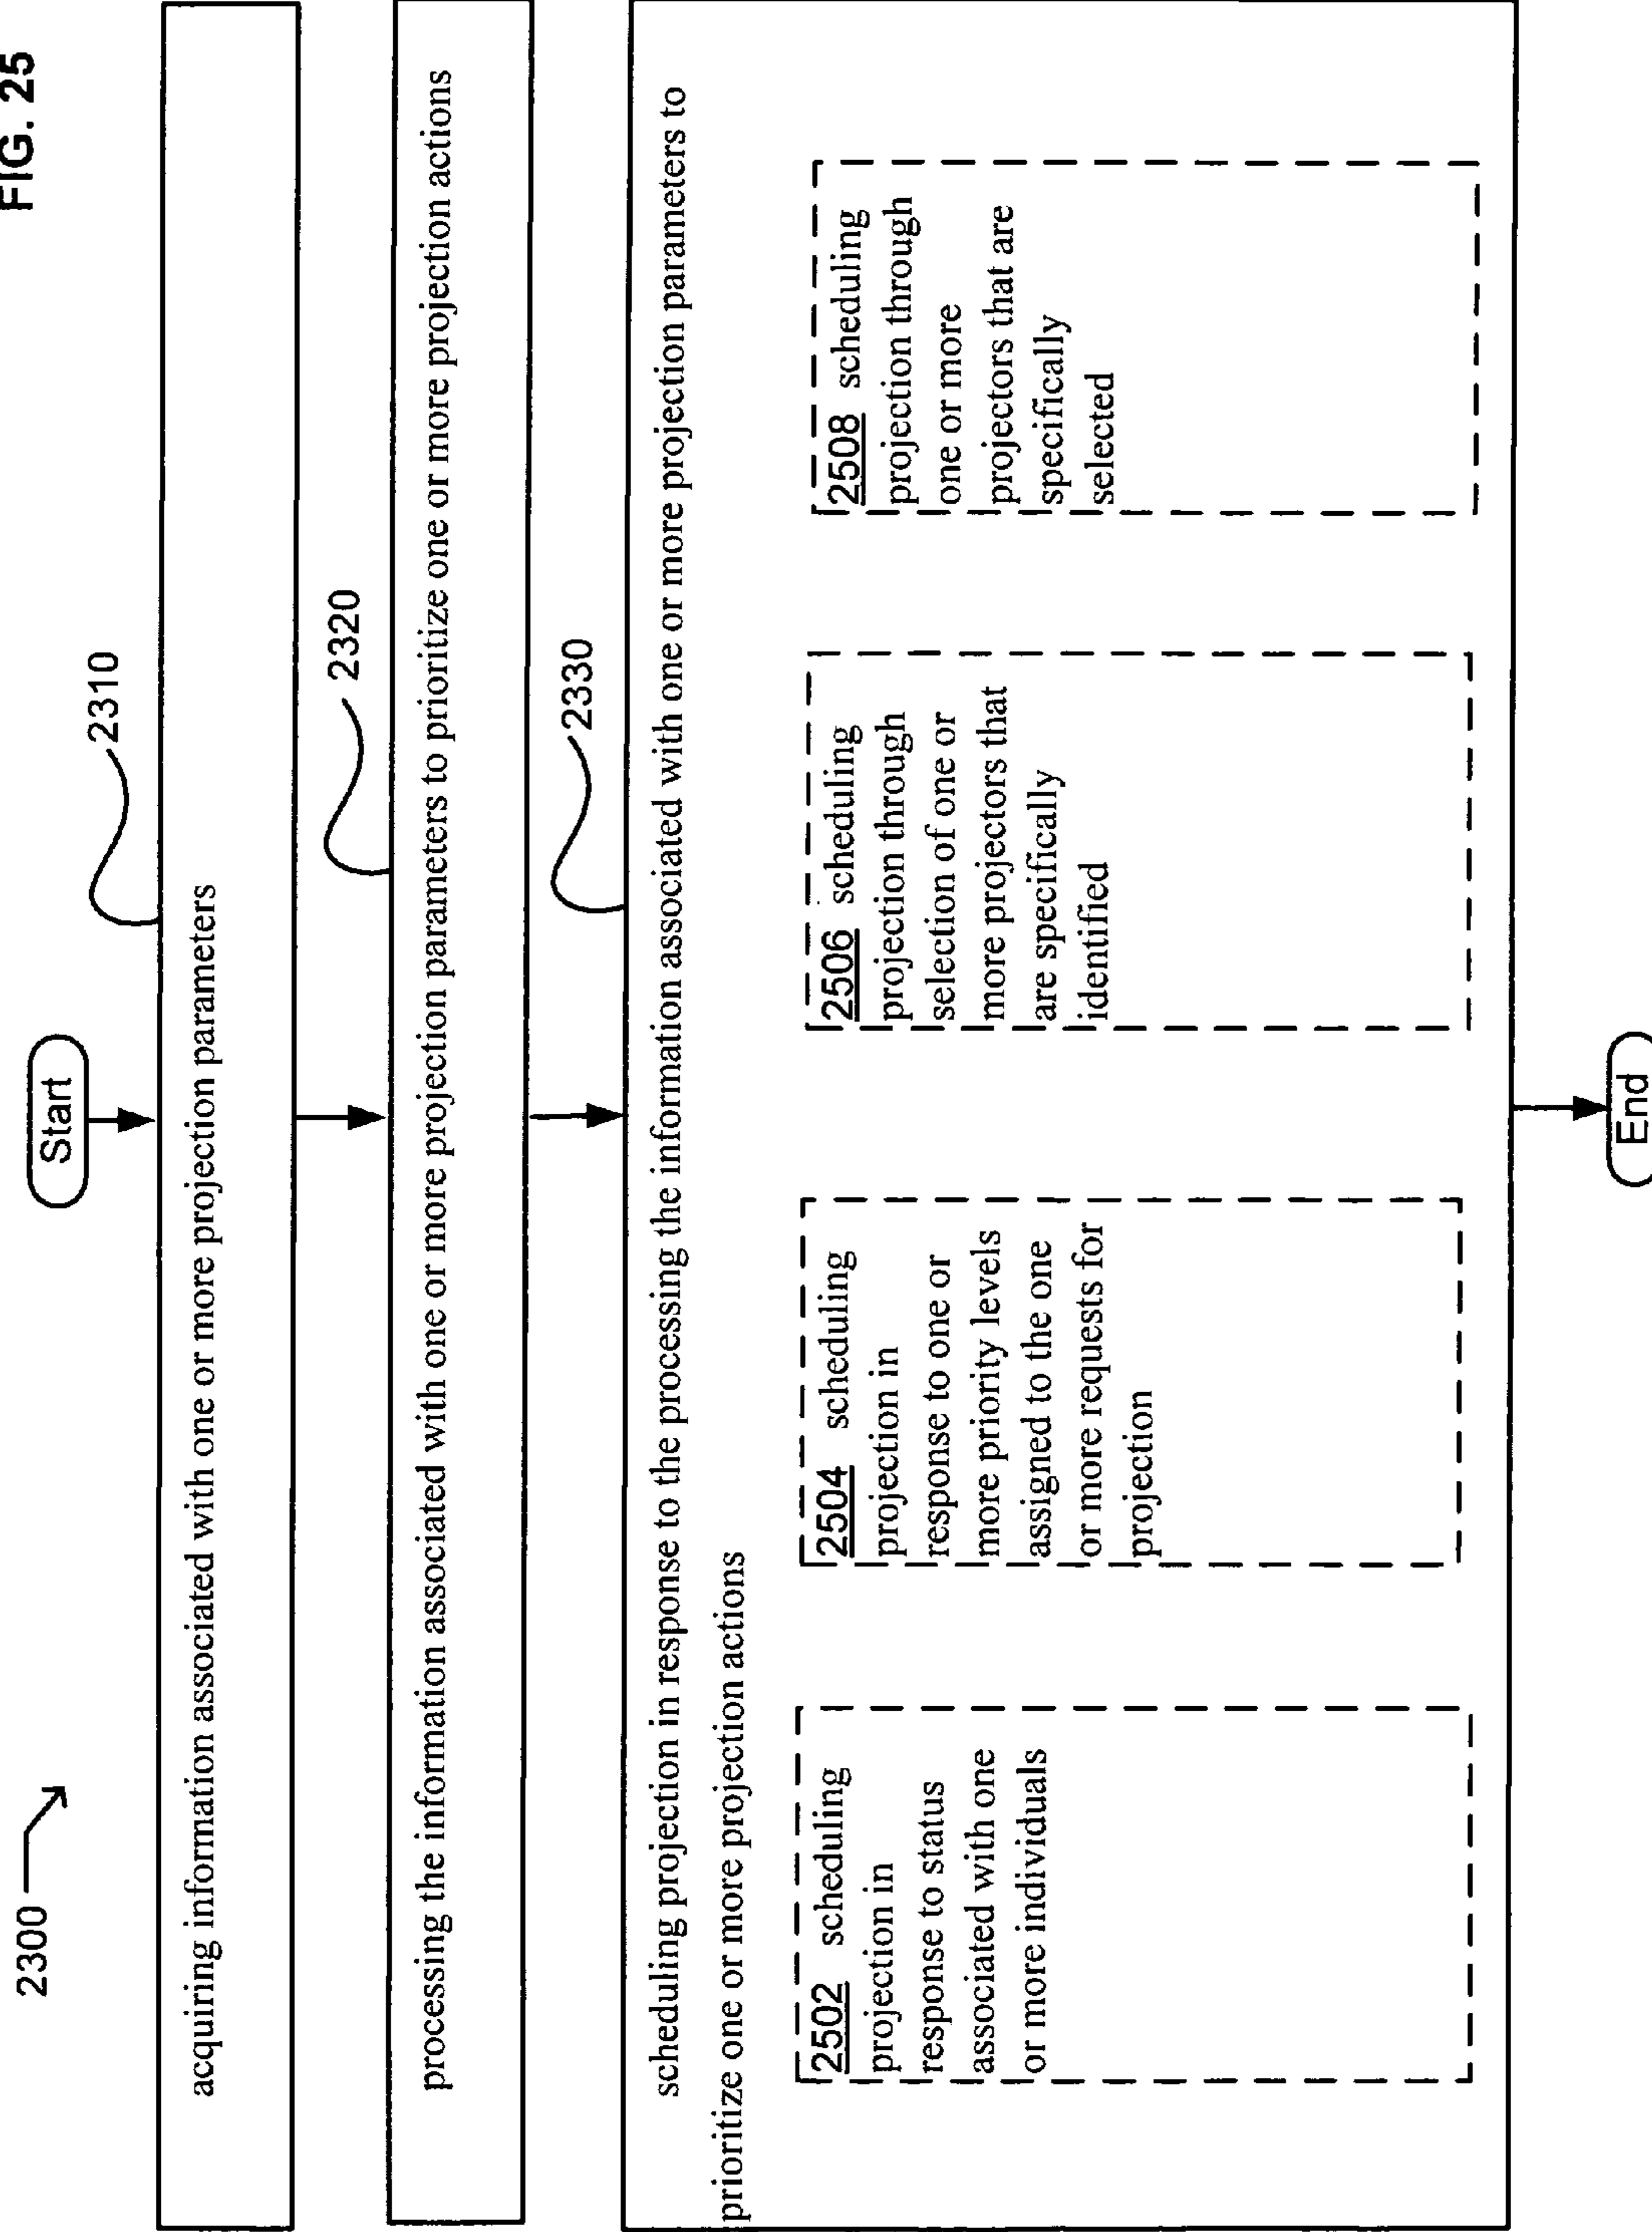 FIG. 25
2300
Start
2310
acquiring information associated with one or more projection parameters
2320
processing the information associated with one or more projection parameters to prioritize one or more projection actions
2330
scheduling projection in response to the processing the information associated with one or more projection parameters to
prioritize one or more projection actions
2502 scheduling
projection in
response to status
associated with one
or more individuals
2504 scheduling
projection in
response to one or
more priority levels
assigned to the one
or more requests for
projection
2506 scheduling
projection through
selection of one or
more projectors that
are specifically
identified
2508 scheduling
projection through
one or more
projectors that are
specifically
selected
End